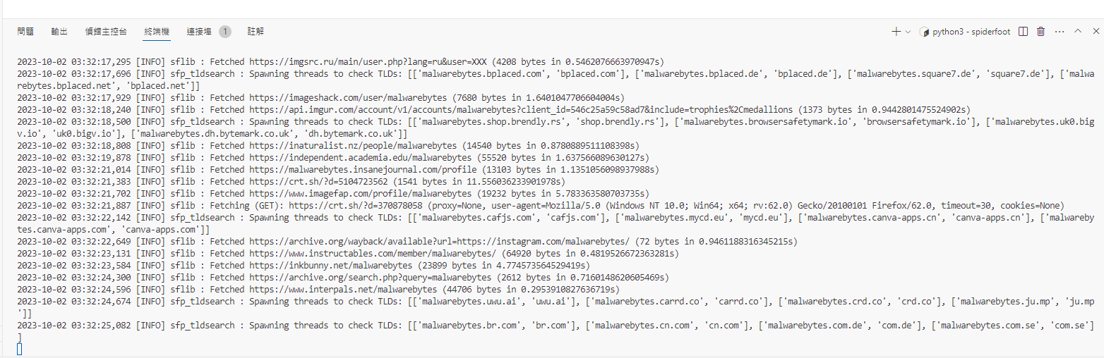 問題 輸出 偵錯主控台 終端機 連接埠 1 註解 python3 - spiderfoot
2023-10-02 03:32:17,295 [INFO] sflib : Fetched https://imgsrc.ru/main/user.php?lang=ru&user=XXX (4208 bytes in 0.5462076663970947s)
2023-10-02 03:32:17,696 [INFO] sfp_tldsearch : Spawning threads to check TLDs: [['malwarebytes.bplaced.com', 'bplaced.com'], ['malwarebytes.bplaced.de', 'bplaced.de'], ['malwarebytes.square7.de', 'square7.de'], ['malwa
rebytes.bplaced.net', 'bplaced.net']]
2023-10-02 03:32:17,929 [INFO] sflib : Fetched https://imageshack.com/user/malwarebytes (7680 bytes in 1.6401047706604004s)
2023-10-02 03:32:18,240 [INFO] sflib : Fetched https://api.imgur.com/account/v1/accounts/malwarebytes?client_id=546c25a59c58ad7&include=trophies%2Cmedallions (1373 bytes in 0.9442801475524902s)
2023-10-02 03:32:18,500 [INFO] sfp_tldsearch : Spawning threads to check TLDs: [['malwarebytes.shop.brendly.rs', 'shop.brendly.rs'], ['malwarebytes.browsersafetymark.io', 'browsersafetymark.io'], ['malwarebytes.uk0.big
v.io', 'uk0.bigv.io'], ['malwarebytes.dh.bytemark.co.uk', 'dh.bytemark.co.uk']]
2023-10-02 03:32:18,808 [INFO] sflib : Fetched https://inaturalist.nz/people/malwarebytes (14540 bytes in 0.8780889511108398s)
2023-10-02 03:32:19,878 [INFO] sflib : Fetched https://independent.academia.edu/malwarebytes (55520 bytes in 1.637566089630127s)
2023-10-02 03:32:21,014 [INFO] sflib : Fetched https://malwarebytes.insanejournal.com/profile (13103 bytes in 1.1351056098937988s)
2023-10-02 03:32:21,383 [INFO] sflib : Fetched https://crt.sh/?d=5104723562 (1541 bytes in 11.556036233901978s)
2023-10-02 03:32:21,702 [INFO] sflib : Fetched https://www.imagefap.com/profile/malwarebytes (19232 bytes in 5.783363580703735s)
2023-10-02 03:32:21,887 [INFO] sflib : Fetching (GET): https://crt.sh/?d=370878058 (proxy=None, user-agent=Mozilla/5.0 (Windows NT 10.0; Win64; x64; rv:62.0) Gecko/20100101 Firefox/62.0, timeout=30, cookies=None)
2023-10-02 03:32:22,142 [INFO] sfp_tldsearch : Spawning threads to check TLDs: [['malwarebytes.cafjs.com', 'cafjs.com'], ['malwarebytes.mycd.eu', 'mycd.eu'], ['malwarebytes.canva-apps.cn', 'canva-apps.cn'], ['malwareby
tes.canva-apps.com', 'canva-apps.com']]
2023-10-02 03:32:22,649 [INFO] sflib : Fetched https://archive.org/wayback/available?url=https://instagram.com/malwarebytes/ (72 bytes in 0.9461188316345215s)
2023-10-02 03:32:23,131 [INFO] sflib : Fetched https://www.instructables.com/member/malwarebytes/ (64920 bytes in 0.4819526672363281s)
2023-10-02 03:32:23,584 [INFO] sflib : Fetched https://inkbunny.net/malwarebytes (23899 bytes in 4.774573564529419s)
2023-10-02 03:32:24,300 [INFO] sflib : Fetched https://archive.org/search.php?query=malwarebytes (2612 bytes in 0.7160148620605469s)
2023-10-02 03:32:24,596 [INFO] sflib : Fetched https://www.interpals.net/malwarebytes (44706 bytes in 0.2953910827636719s)
2023-10-02 03:32:24,674 [INFO] sfp_tldsearch : Spawning threads to check TLDs: [['malwarebytes.uwu.ai', 'uwu.ai'], ['malwarebytes.carrd.co', 'carrd.co'], ['malwarebytes.crd.co', 'crd.co'], ['malwarebytes.ju.mp', 'ju.mp
']]
2023-10-02 03:32:25,082 [INFO] sfp_tldsearch : Spawning threads to check TLDs: [['malwarebytes.br.com', 'br.com'], ['malwarebytes.cn.com', 'cn.com'], ['malwarebytes.com.de', 'com.de'], ['malwarebytes.com.se', 'com.se']
]